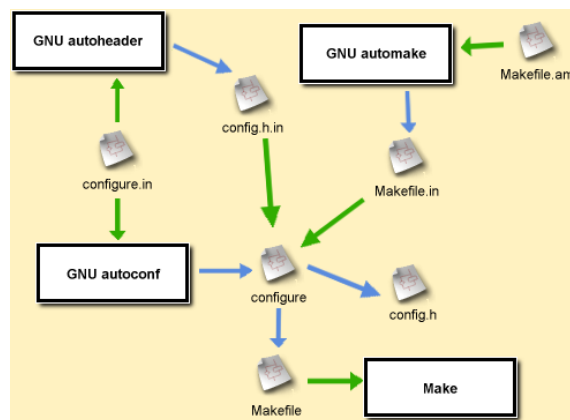 GNU autoheader
GNU automake
Makefile.am
config.h.in
configure.in
Makefile.in
GNU autoconf
configure
config.h
Makefile
Make